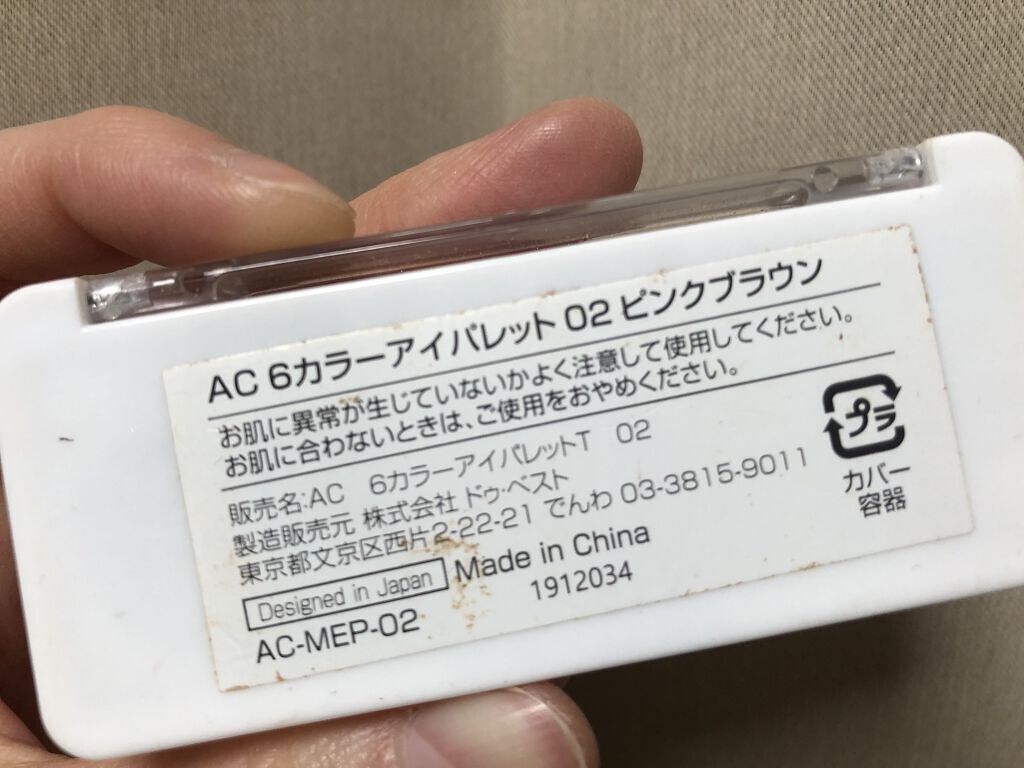 AC 6カラーアイパレット 02 ピンクブラウン
お肌に異常が生じていないかよく注意して使用してください。
お肌に合わないときは、ご使用をおやめください。
販売名:AC 6カラーアイパレットT 02
製造販売元 株式会社 ドゥ・ベスト
東京都文京区西片2-22-21 でんわ 03-3815-9011
Designed in Japan Made in China
AC-MEP-02 1912034
プラ
カバー
容器